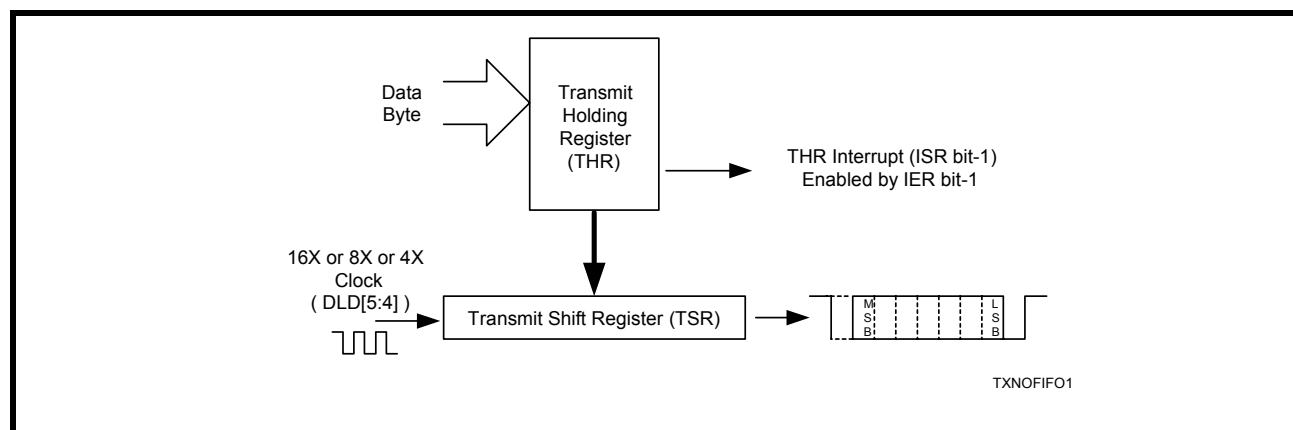 Data
Byte
Transmit
Holding
Register
(THR)
THR Interrupt (ISR bit-1)
Enabled by IER bit-1
16X or 8X or 4X
Clock
( DLD[5:4] )
Transmit Shift Register (TSR)
M
S
B
L
S
B
TXNOFIFO1